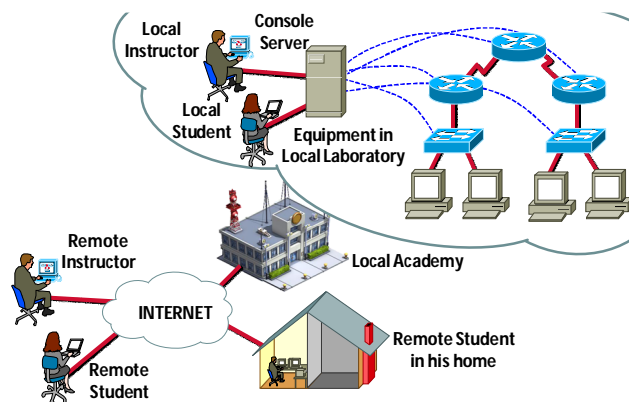 Local
Instructor
Console
Server
Local
Student
Equipment in
Local Laboratory
Local Academy
Remote
Instructor
INTERNET
Remote
Student
Remote Student
in his home